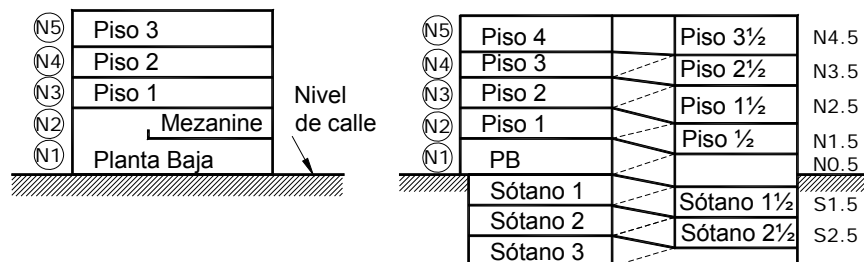 N5 Piso 3
N4 Piso 2
N3 Piso 1
N2 Mezanine
N1 Planta Baja
Nivel
de calle
N5 Piso 4 Piso 3½ N4.5
N4 Piso 3 Piso 2½ N3.5
N3 Piso 2 Piso 1½ N2.5
N2 Piso 1 Piso ½ N1.5
N1 PB N0.5
Sótano 1 Sótano 1½ S1.5
Sótano 2 Sótano 2½ S2.5
Sótano 3